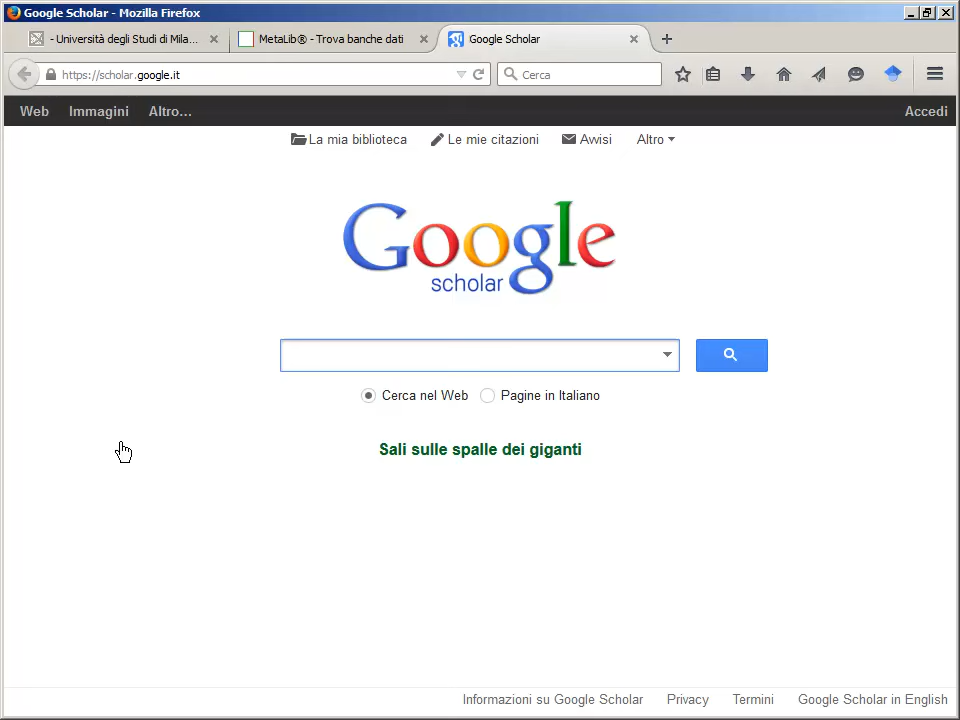 Google Scholar - Mozilla Firefox
- Università degli Studi di Mila...
MetaLib® - Trova banche dati
Google Scholar
https://scholar.google.it
Cerca
Web
Immagini
Altro...
Accedi
La mia biblioteca
Le mie citazioni
Avvisi
Altro
Google
scholar
Cerca nel Web
Pagine in Italiano
Sali sulle spalle dei giganti
Informazioni su Google Scholar
Privacy
Termini
Google Scholar in English